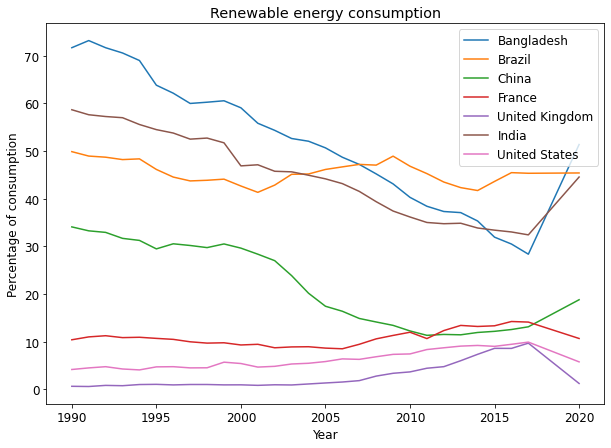 Renewable energy consumption
Percentage of consumption
70
60
50
40
30
20
10
0
Bangladesh
Brazil
China
France
United Kingdom
India
United States
1990
1995
2000
2005
2010
2015
2020
Year